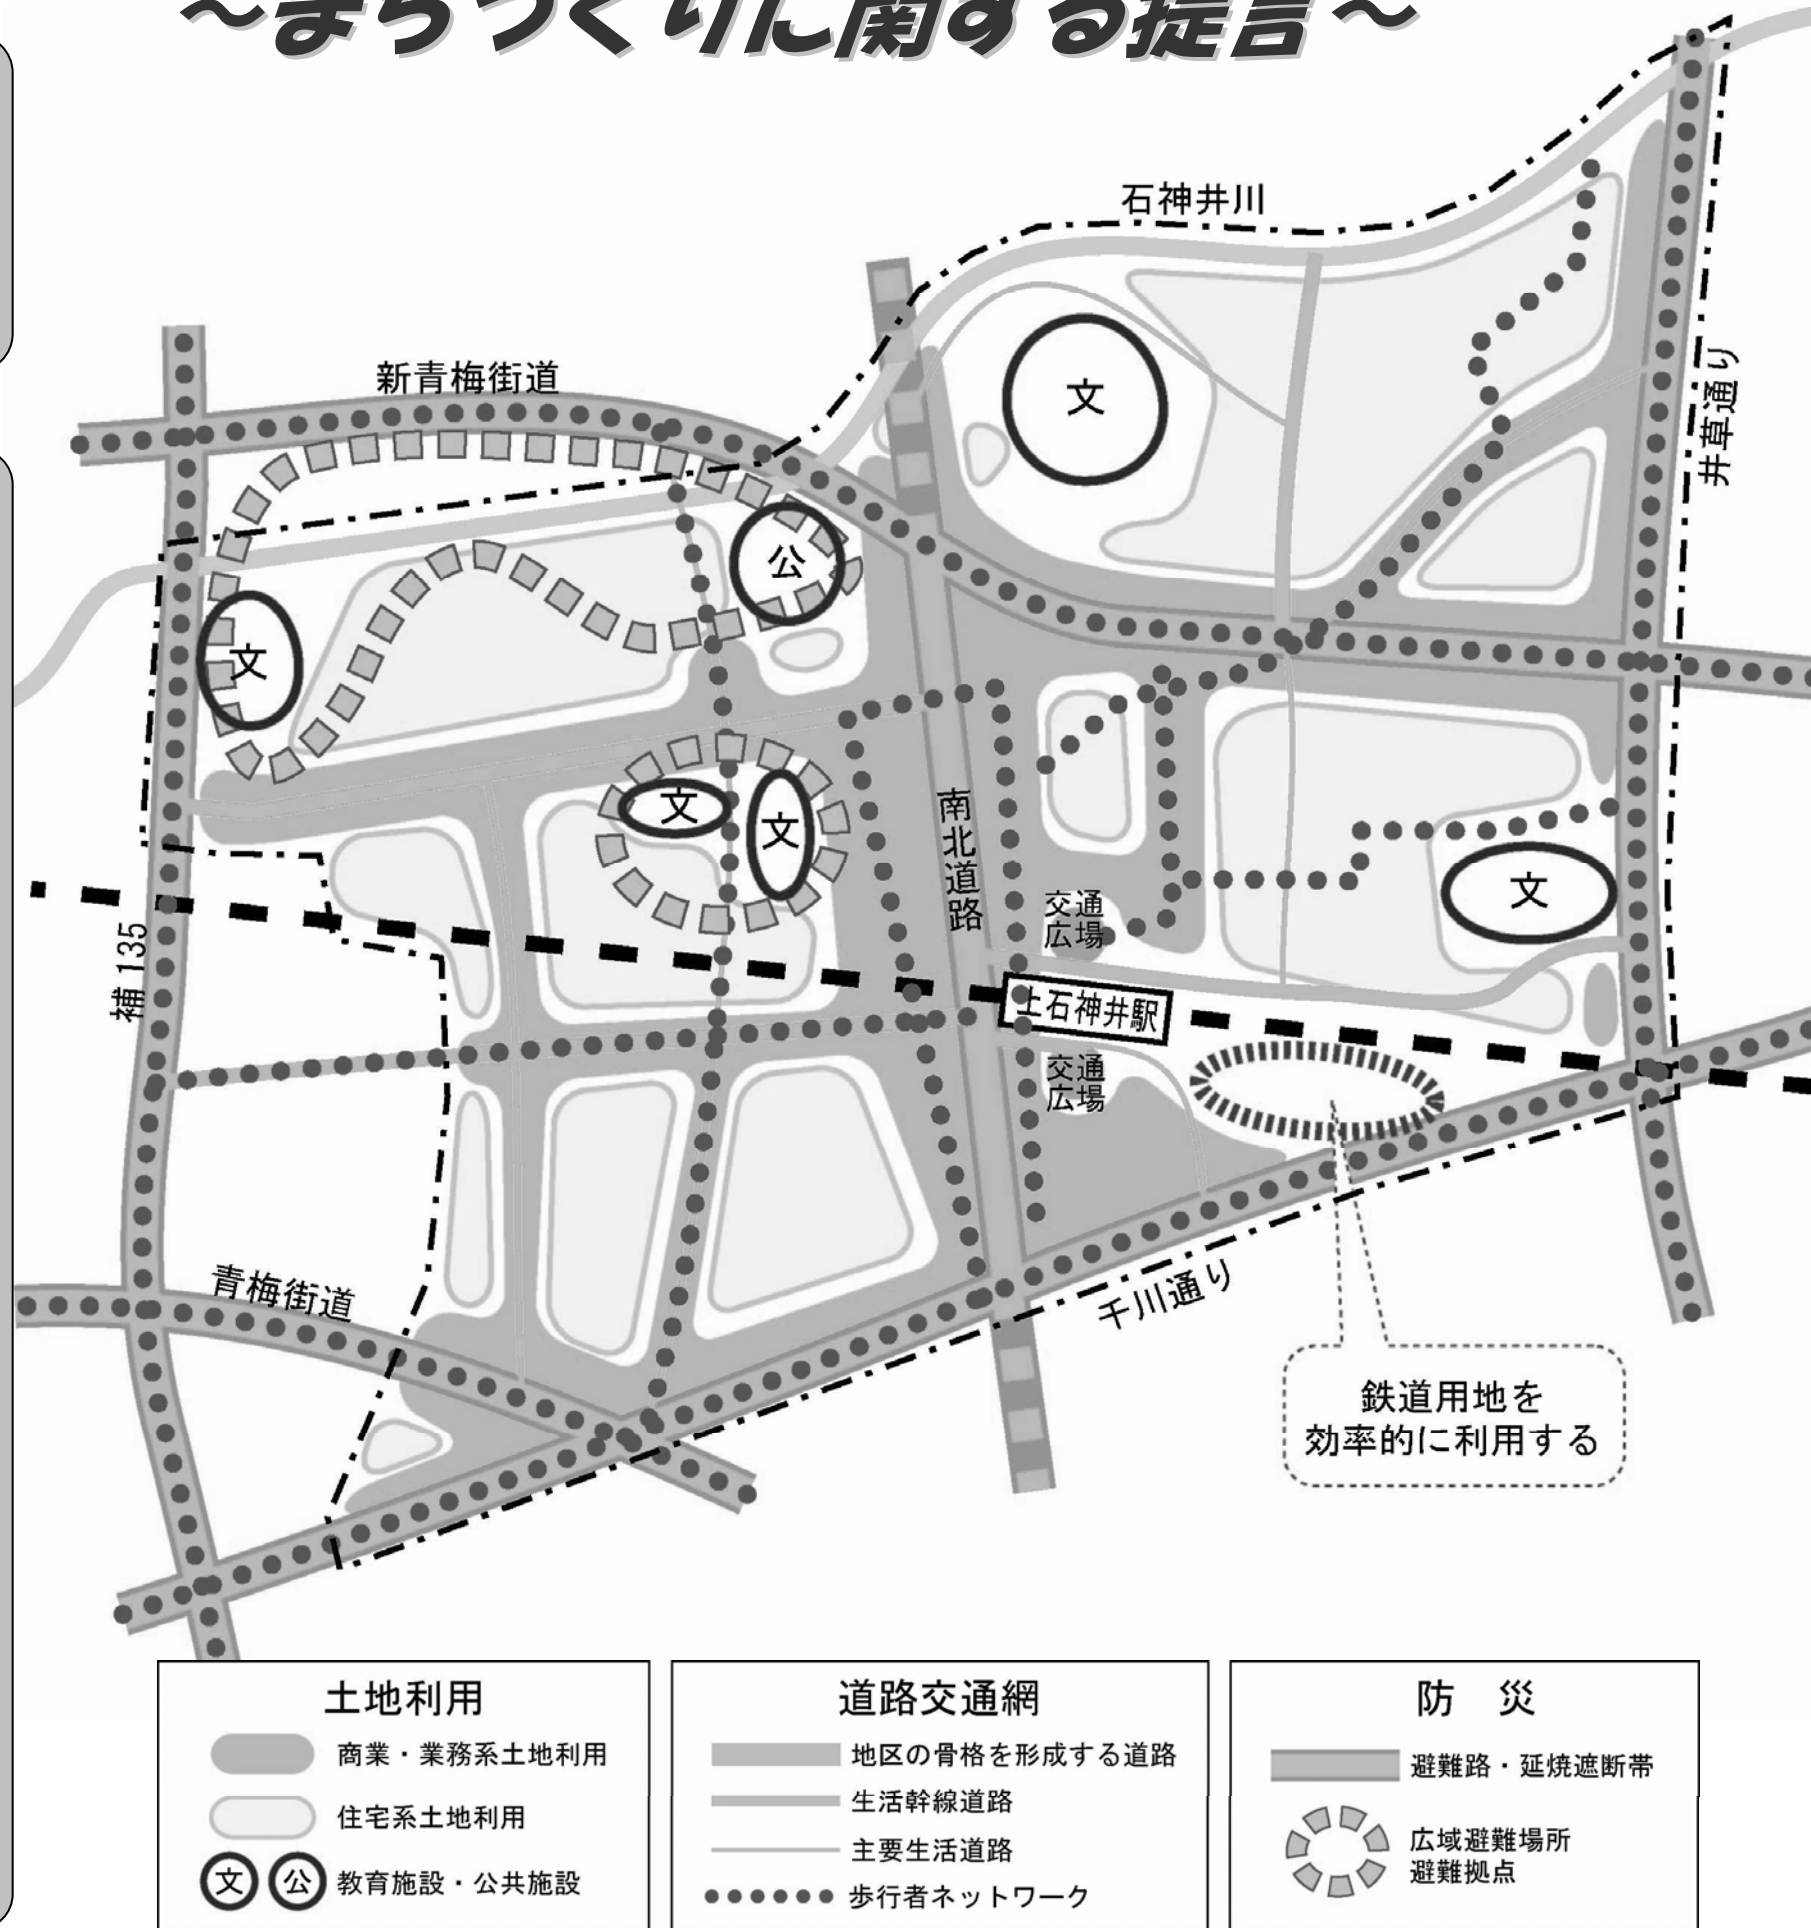 ～まちづくりに関する提言～
石神井川
新青梅街道
井草通り
文
公
文
文
文
南北道路
文
交通
広場
補135
上石神井駅
交通
広場
青梅街道
千川通り
鉄道用地を
効率的に利用する
土地利用
商業・業務系土地利用
住宅系土地利用
文 公 教育施設・公共施設
道路交通網
地区の骨格を形成する道路
生活幹線道路
主要生活道路
歩行者ネットワーク
防 災
避難路・延焼遮断帯
広域避難場所
避難拠点